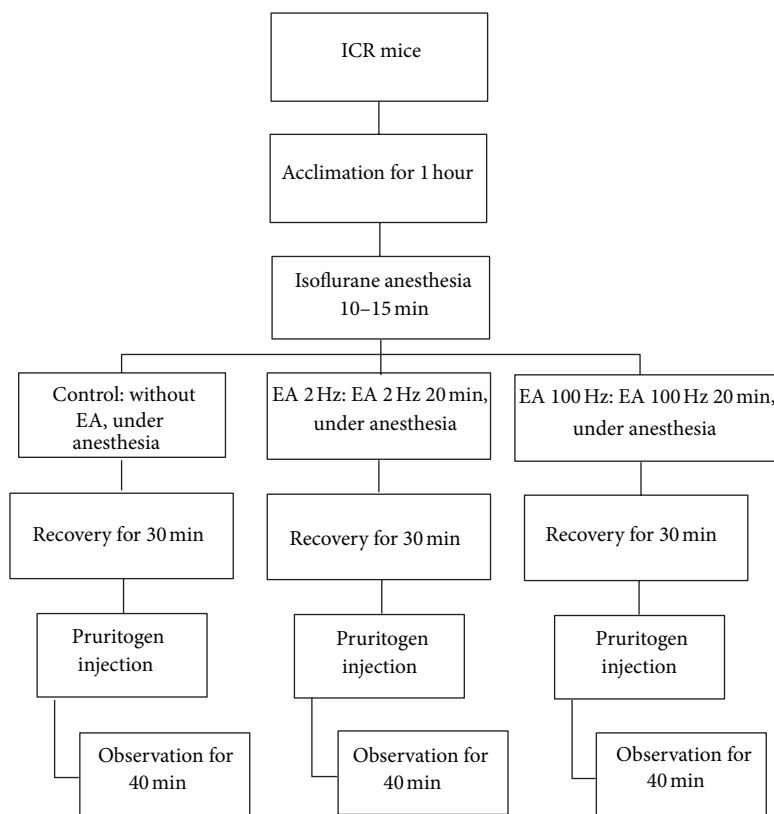 ICR mice
Acclimation for 1 hour
Isoflurane anesthesia
10–15 min
Control: without
EA, under
anesthesia
EA 2 Hz: EA 2 Hz 20 min,
under anesthesia
EA 100 Hz: EA 100 Hz 20 min,
under anesthesia
Recovery for 30 min
Recovery for 30 min
Recovery for 30 min
Pruritogen
injection
Pruritogen
injection
Pruritogen
injection
Observation for
40 min
Observation for
40 min
Observation for
40 min